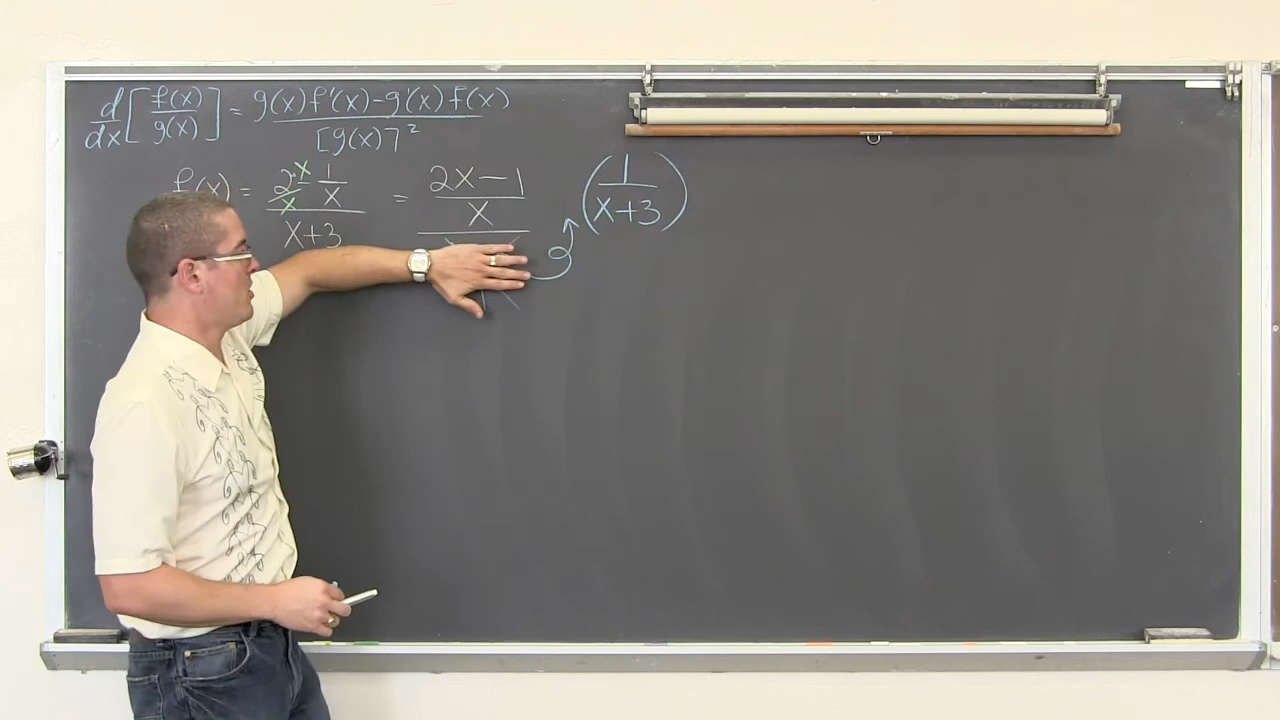 d/dx [f(x)/g(x)] = g(x)f'(x)-g'(x)f(x)/[g(x)]²
f(x) = (2·x/x - 1/x)/(x+3) = ((2x-1)/x) (1/(x+3))